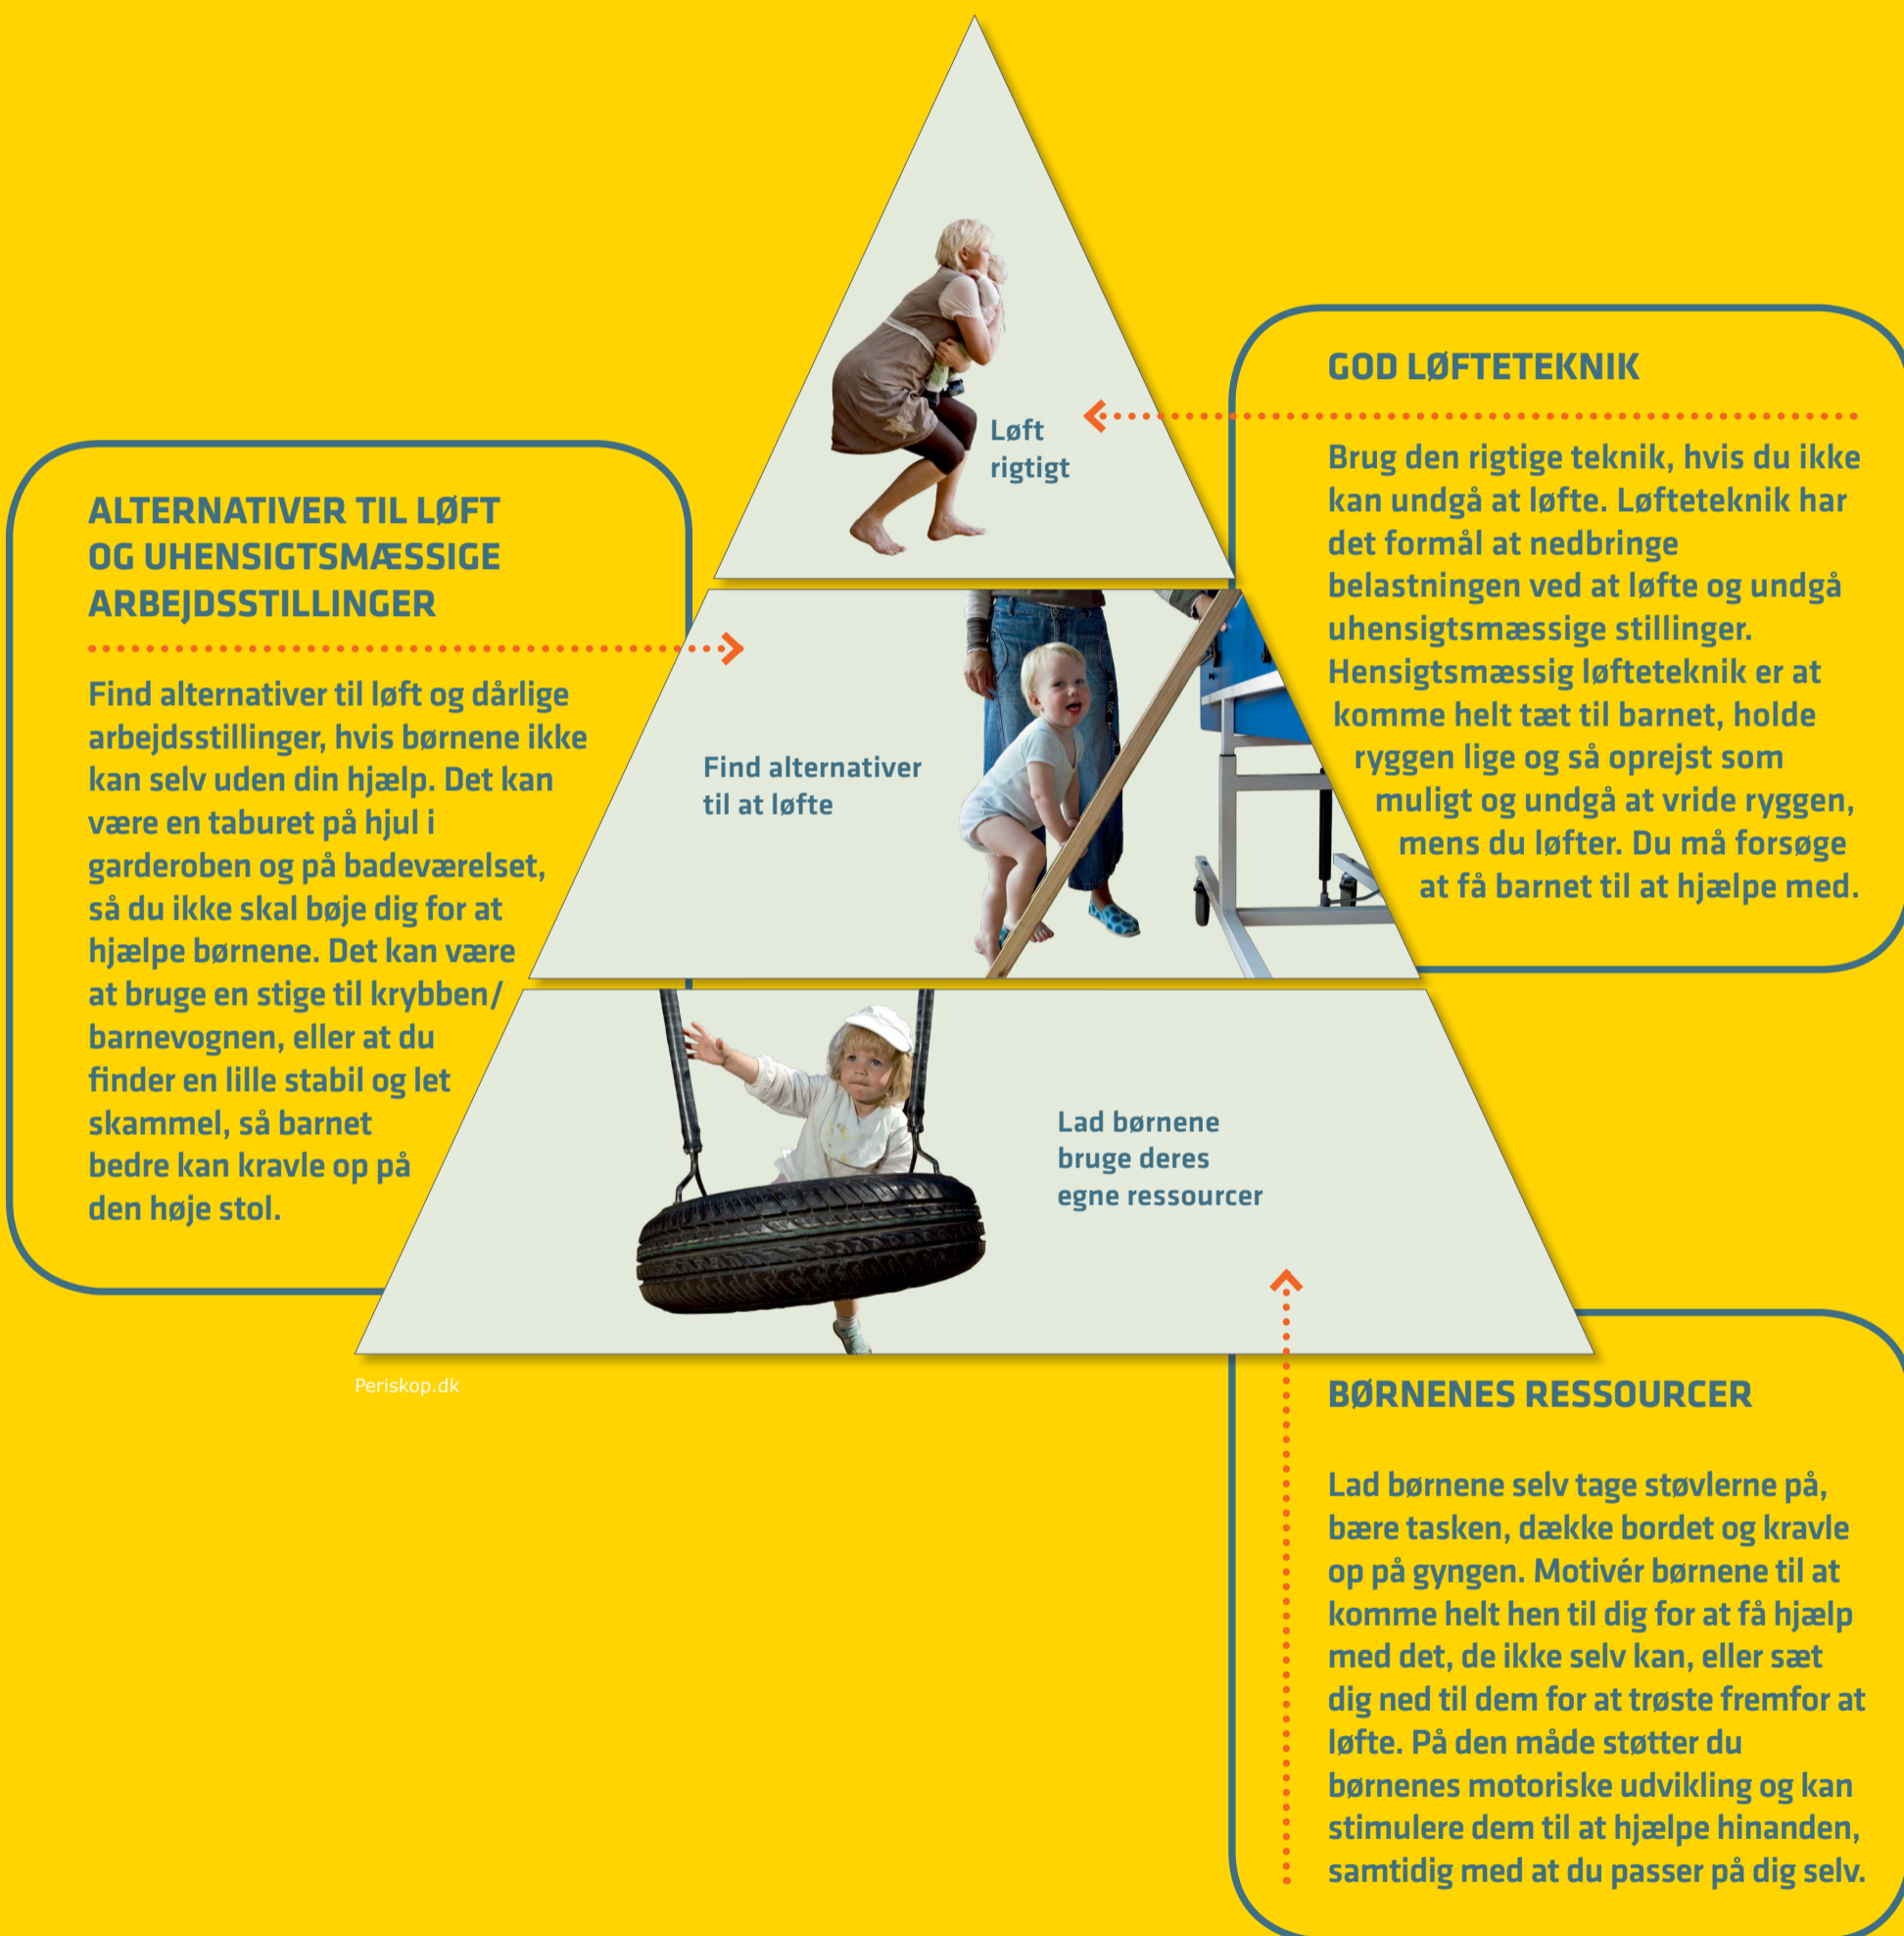 Løft
rigtigt
GOD LØFTETEKNIK
Brug den rigtige teknik, hvis du ikke
kan undgå at løfte. Løfteteknik har
det formål at nedbringe
belastningen ved at løfte og undgå
uhensigtsmæssige stillinger.
Hensigtsmæssig løfteteknik er at
komme helt tæt til barnet, holde
ryggen lige og så oprejst som
muligt og undgå at vride ryggen,
mens du løfter. Du må forsøge
at få barnet til at hjælpe med.
ALTERNATIVER TIL LØFT
OG UHENSIGTSMÆSSIGE
ARBEJDSSTILLINGER
Find alternativer til løft og dårlige
arbejdsstillinger, hvis børnene ikke
kan selv uden din hjælp. Det kan
være en taburet på hjul i
garderoben og på badeværelset,
så du ikke skal bøje dig for at
hjælpe børnene. Det kan være
at bruge en stige til krybben/
barnevognen, eller at du
finder en lille stabil og let
skammel, så barnet
bedre kan kravle op på
den høje stol.
Find alternativer
til at løfte
Lad børnene
bruge deres
egne ressourcer
Periskop.dk
BØRNENES RESSOURCER
Lad børnene selv tage støvlerne på,
bære tasken, dække bordet og kravle
op på gyngen. Motivér børnene til at
komme helt hen til dig for at få hjælp
med det, de ikke selv kan, eller sæt
dig ned til dem for at trøste fremfor at
løfte. På den måde støtter du
børnenes motoriske udvikling og kan
stimulere dem til at hjælpe hinanden,
samtidig med at du passer på dig selv.